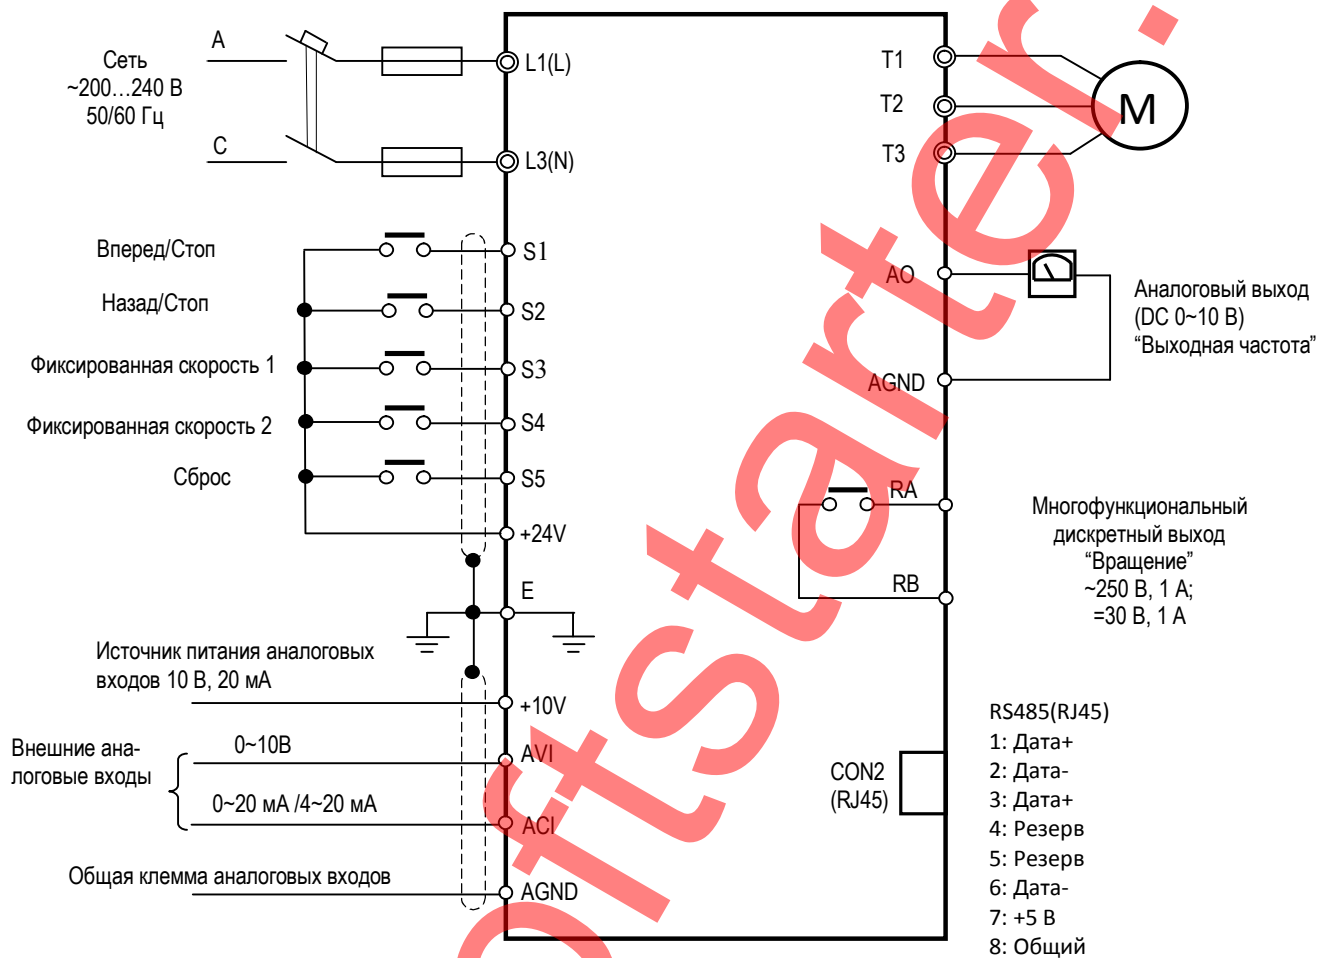 A
Сеть
~200...240 В
50/60 Гц
C
L1(L)
L3(N)
T1
T2
T3
M
Вперед/Стоп
S1
Назад/Стоп
S2
Фиксированная скорость 1
S3
Фиксированная скорость 2
S4
Сброс
S5
+24V
E
Источник питания аналоговых
входов 10 В, 20 мА
+10V
Внешние ана-
логовые входы
0~10В
AVI
0~20 мА /4~20 мА
ACI
Общая клемма аналоговых входов
AGND
AO
Аналоговый выход
(DC 0~10 В)
“Выходная частота”
AGND
RA
RB
Многофункциональный
дискретный выход
“Вращение”
~250 В, 1 А;
=30 В, 1 А
CON2
(RJ45)
RS485(RJ45)
1: Дата+
2: Дата-
3: Дата+
4: Резерв
5: Резерв
6: Дата-
7: +5 В
8: Общий
oftstarter.